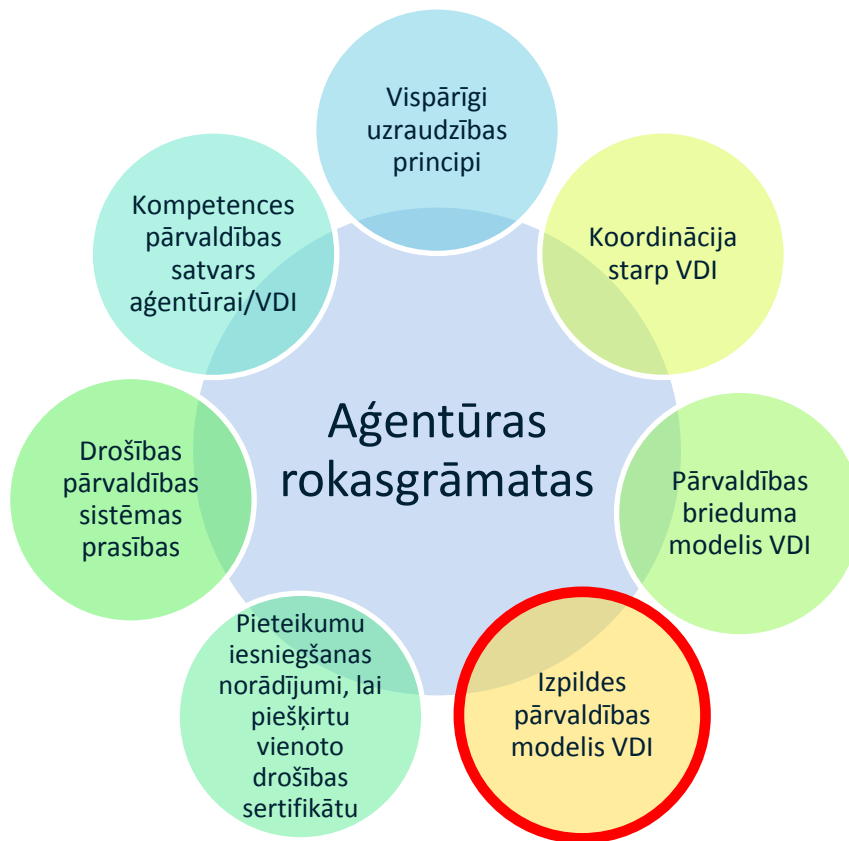 Vispārīgi
uzraudzības
principi
Koordinācija
starp VDI
Pārvaldības
brieduma
modelis VDI
Izpildes
pārvaldības
modelis VDI
Pieteikumu
iesniegšanas
norādījumi, lai
piešķirtu
vienoto
drošības
sertifikātu
Drošības
pārvaldības
sistēmas
prasības
Kompetences
pārvaldības
satvars
aģentūrai/VDI
Aģentūras
rokasgrāmatas